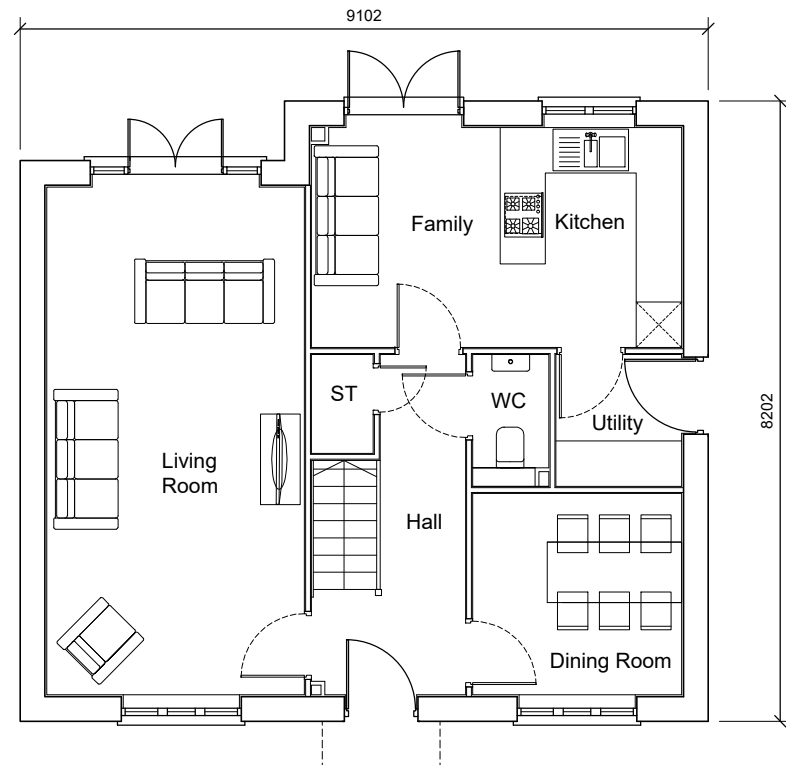 9102
Family
Kitchen
ST
WC
Utility
8202
Living
Room
Hall
Dining Room